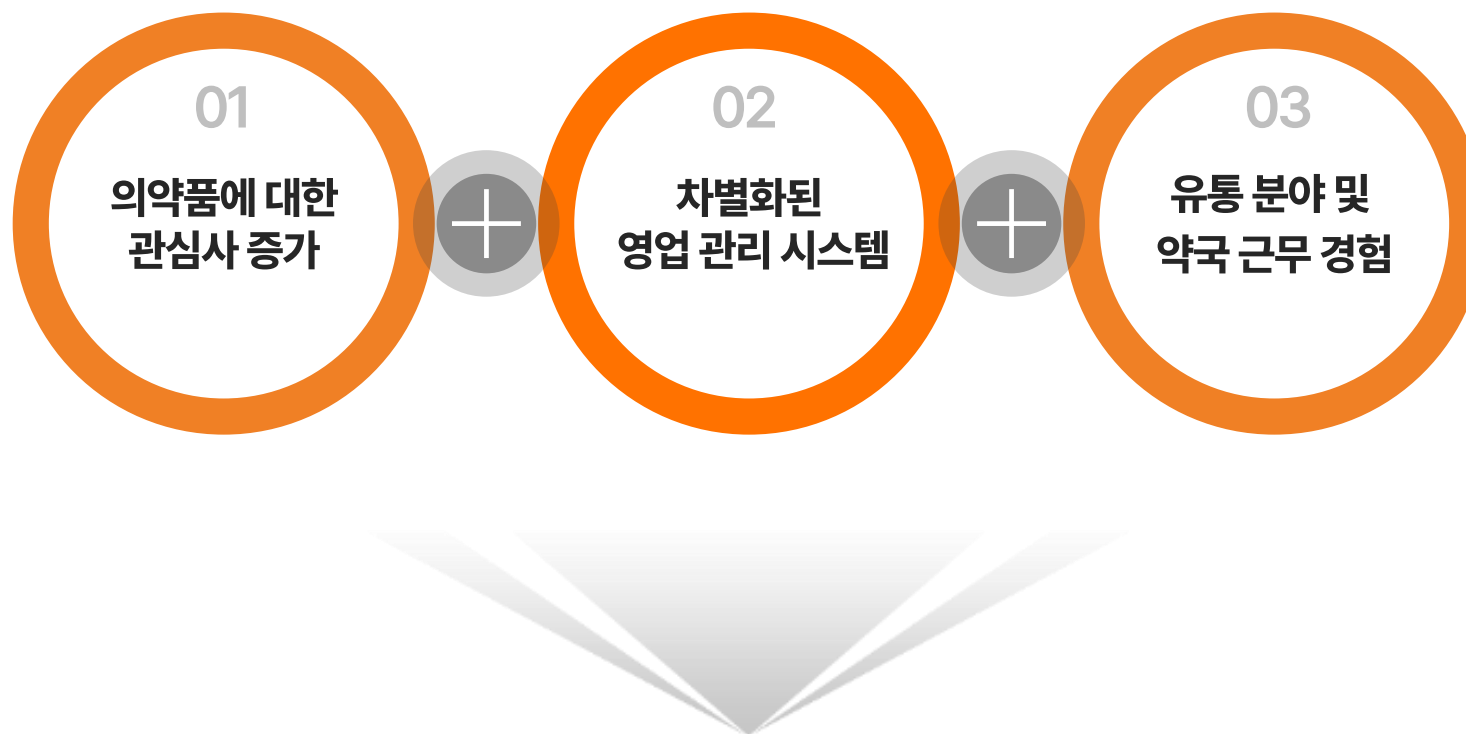 01
의약품에 대한
관심사 증가
02
차별화된
영업 관리 시스템
03
유통 분야 및
약국 근무 경험